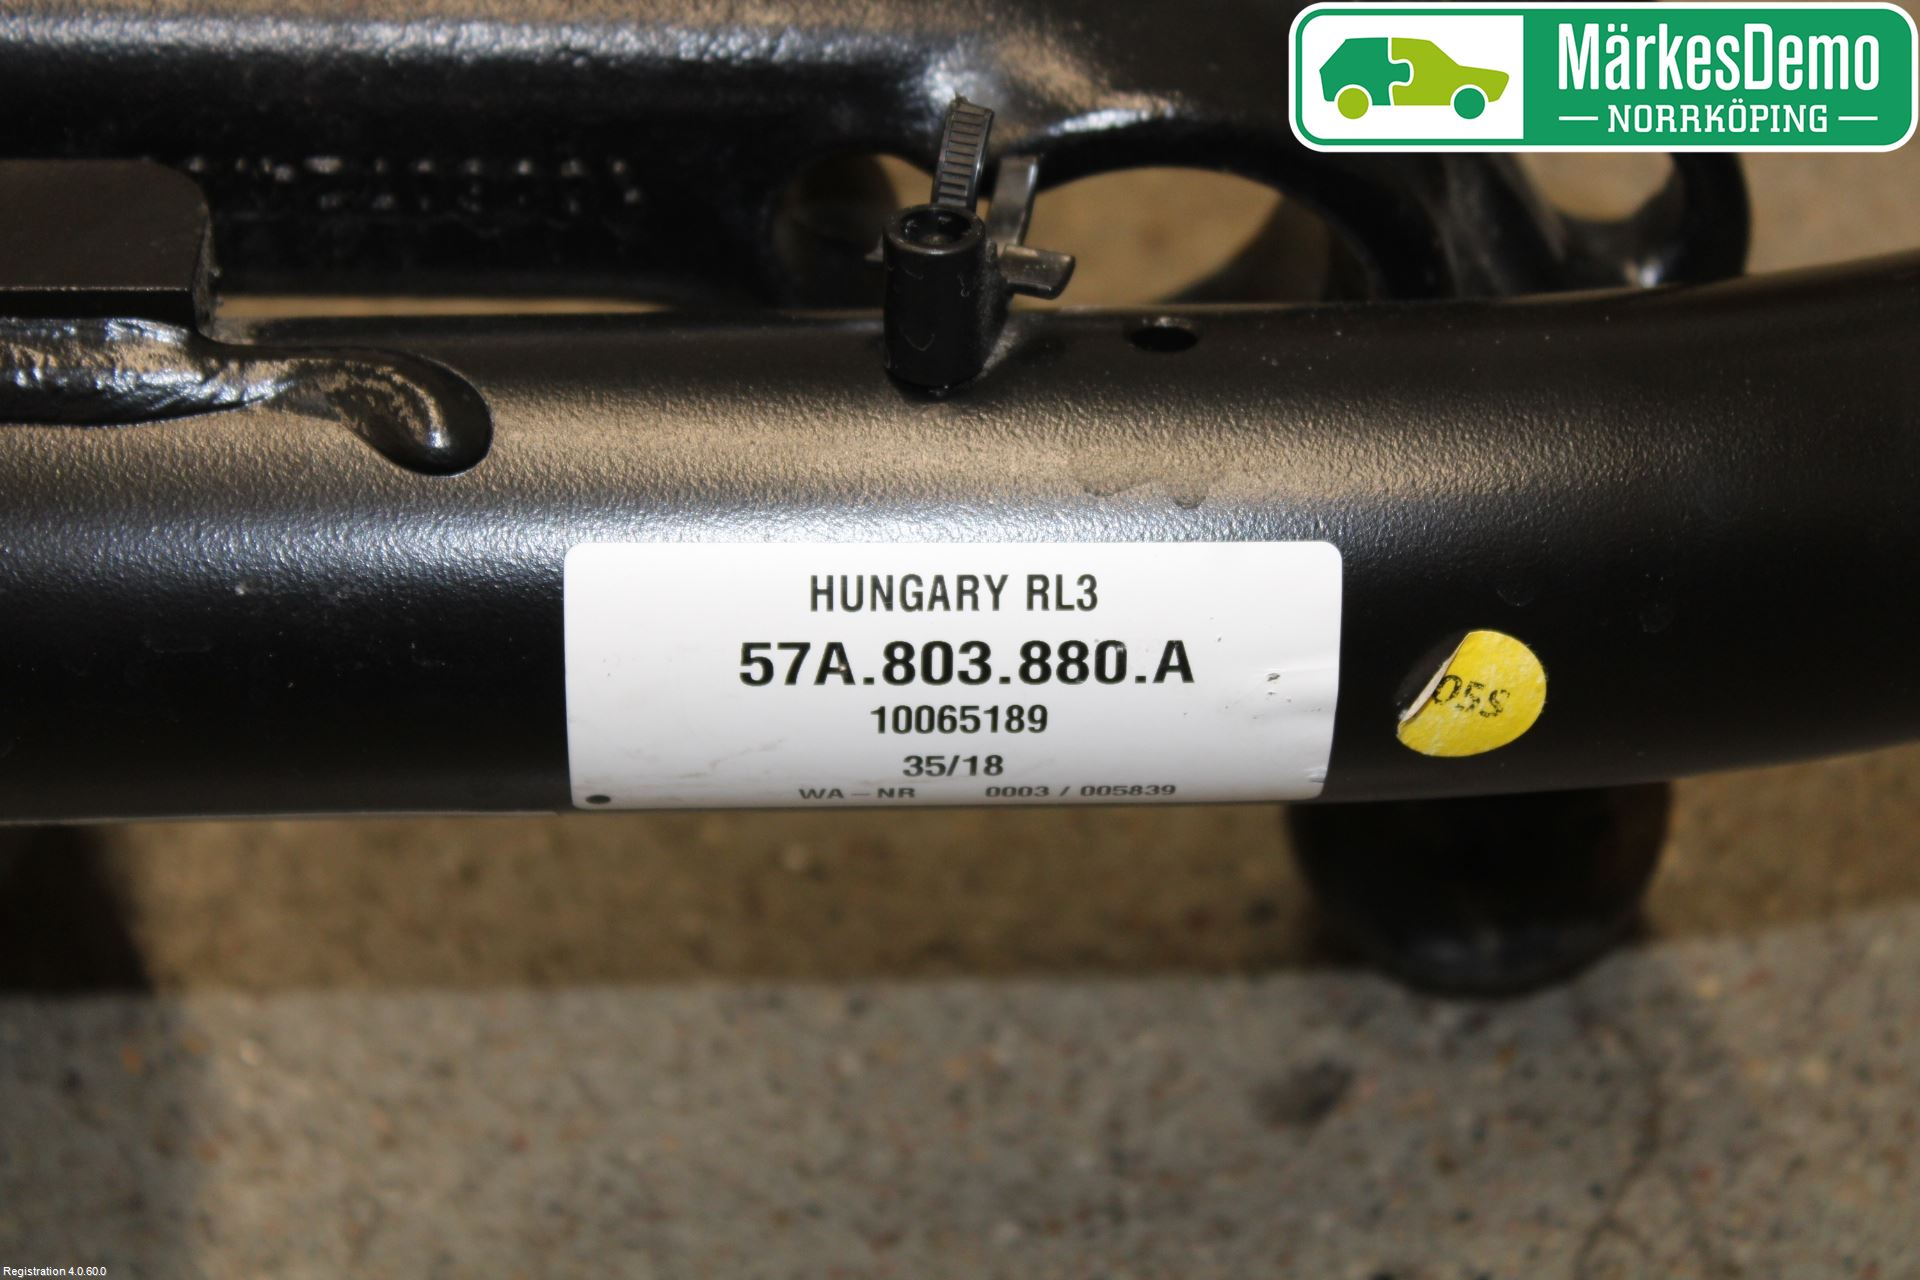 MärkesDemo
NORRKÖPING
HUNGARY RL3
57A.803.880.A
10065189
35/18
WA-NR 0003 / 005839
05S
Registration 4.0.60.0